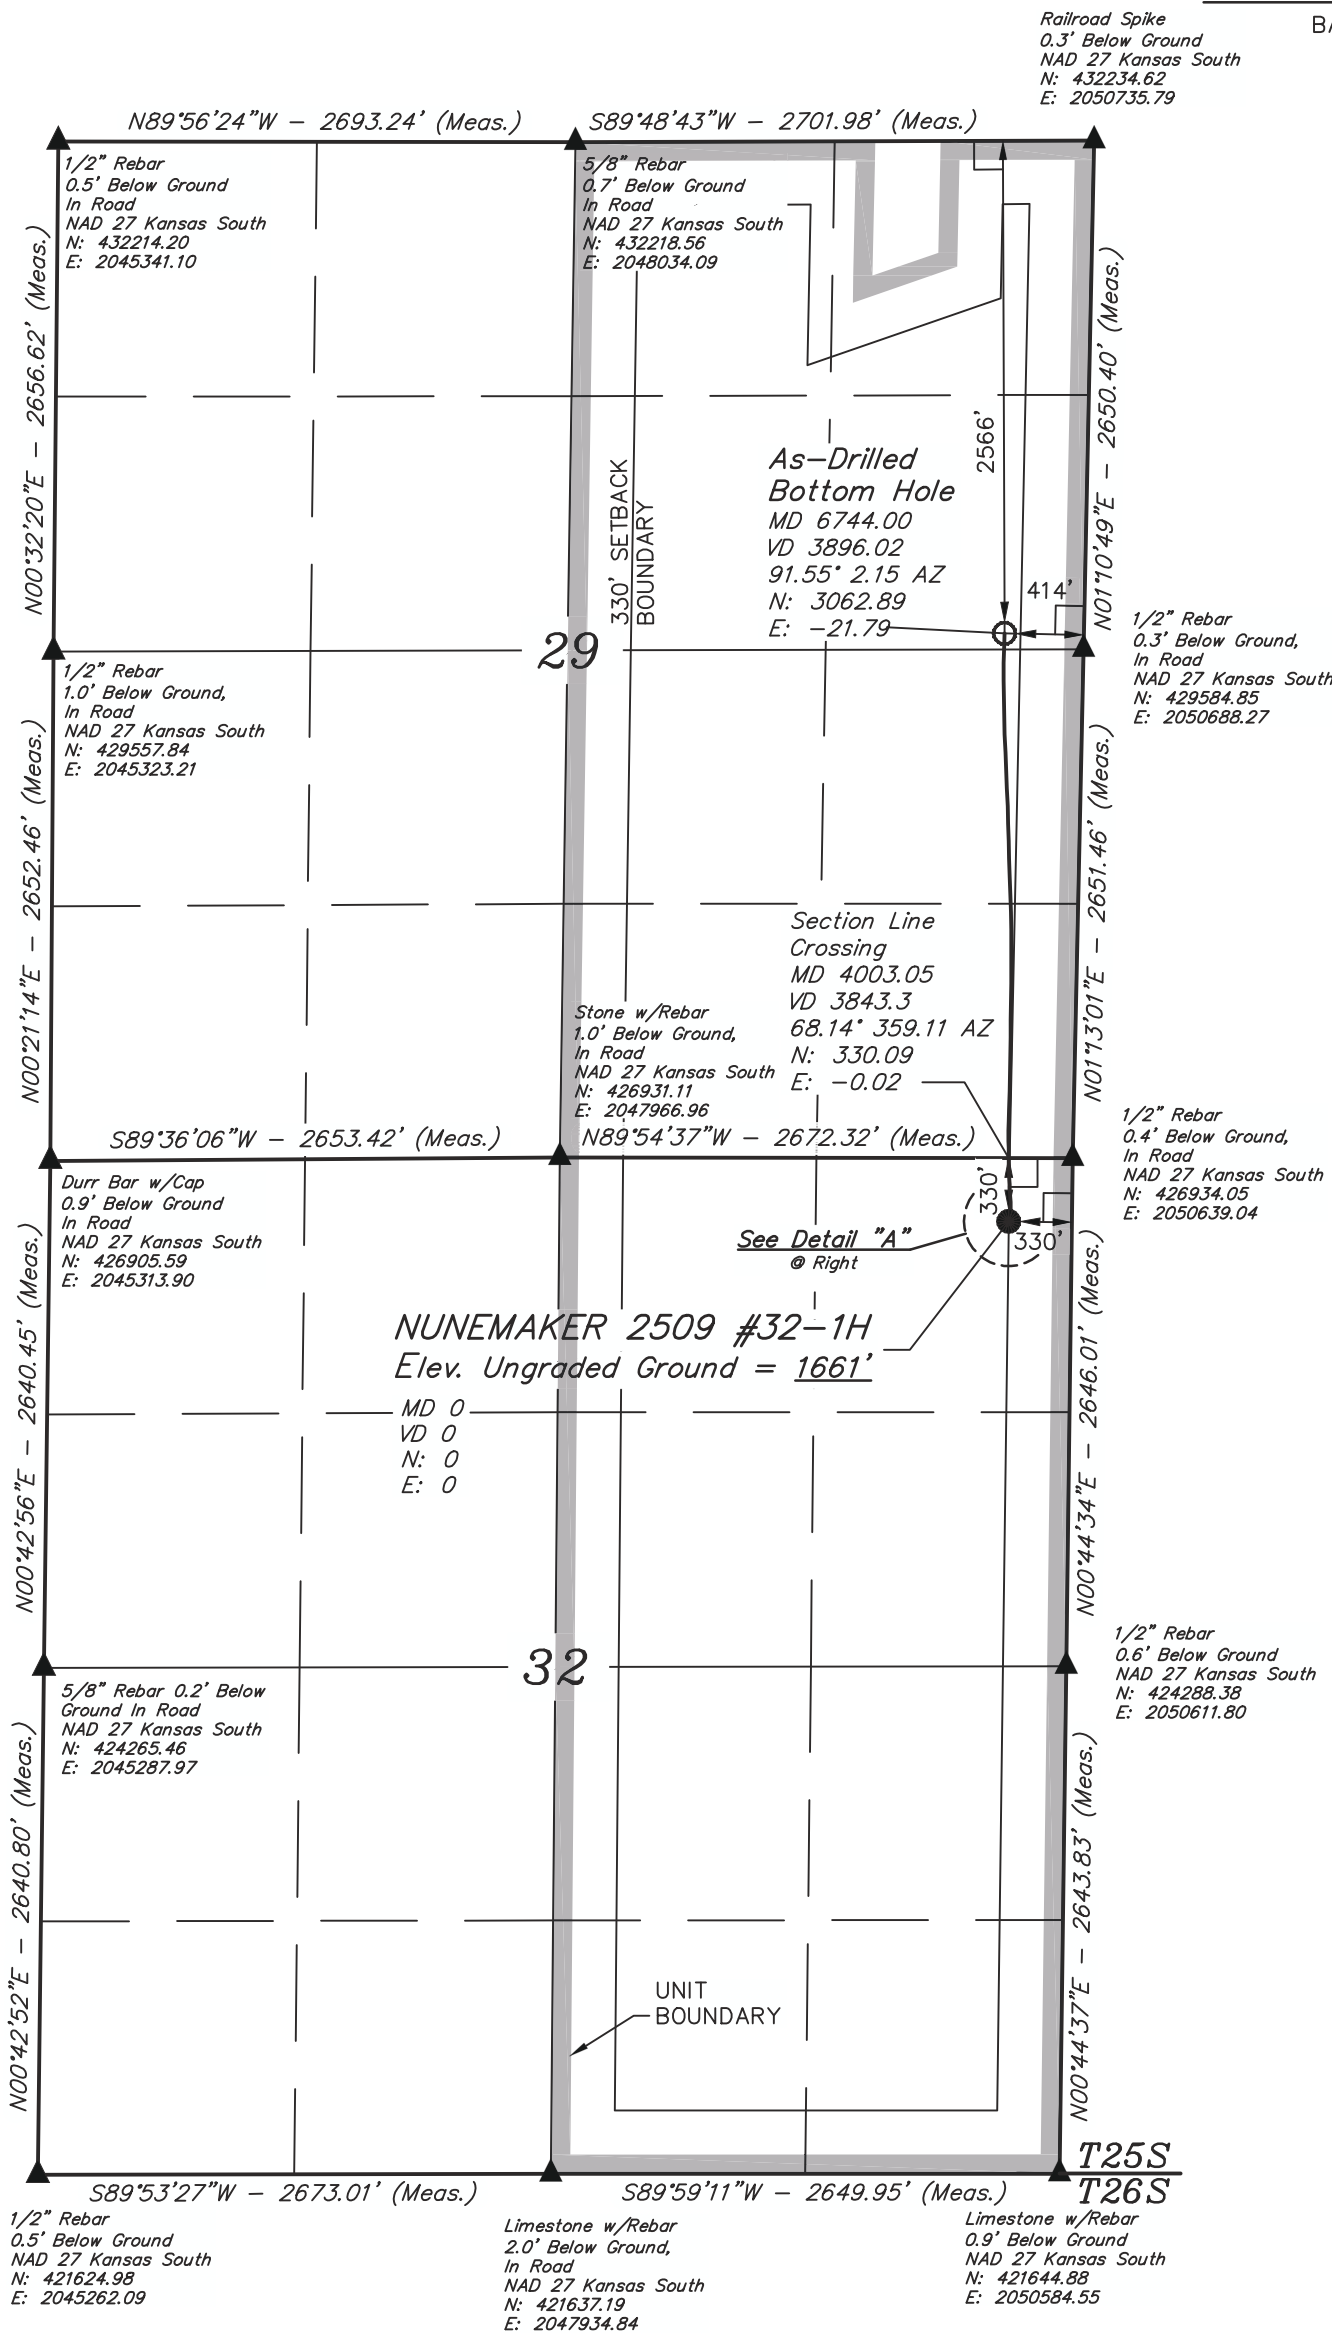 BA
Railroad Spike
0.3' Below Ground
NAD 27 Kansas South
N: 432234.62
E: 2050735.79
N89°56'24"W - 2693.24' (Meas.)
S89°48'43"W - 2701.98' (Meas.)
1/2" Rebar
0.5' Below Ground
In Road
NAD 27 Kansas South
N: 432214.20
E: 2045341.10
5/8" Rebar
0.7' Below Ground
In Road
NAD 27 Kansas South
N: 432218.56
E: 2048034.09
N00°32'20"E - 2656.62' (Meas.)
N01°10'49"E - 2650.40' (Meas.)
2566'
330' SETBACK
BOUNDARY
As-Drilled
Bottom Hole
MD 6744.00
VD 3896.02
91.55° 2.15 AZ
N: 3062.89
E: -21.79
414'
29
1/2" Rebar
0.3' Below Ground,
In Road
NAD 27 Kansas South
N: 429584.85
E: 2050688.27
1/2" Rebar
1.0' Below Ground,
In Road
NAD 27 Kansas South
N: 429557.84
E: 2045323.21
N00°21'14"E - 2652.46' (Meas.)
N01°13'01"E - 2651.46' (Meas.)
Section Line
Crossing
MD 4003.05
VD 3843.3
68.14° 359.11 AZ
N: 330.09
E: -0.02
Stone w/Rebar
1.0' Below Ground,
In Road
NAD 27 Kansas South
N: 426931.11
E: 2047966.96
S89°36'06"W - 2653.42' (Meas.)
N89°54'37"W - 2672.32' (Meas.)
1/2" Rebar
0.4' Below Ground,
In Road
NAD 27 Kansas South
N: 426934.05
E: 2050639.04
Durr Bar w/Cap
0.9' Below Ground
In Road
NAD 27 Kansas South
N: 426905.59
E: 2045313.90
330'
330'
See Detail "A"
@ Right
NUNEMAKER 2509 #32-1H
Elev. Ungraded Ground = 1661'
MD 0
VD 0
N: 0
E: 0
N00°42'56"E - 2640.45' (Meas.)
N00°44'34"E - 2646.01' (Meas.)
32
1/2" Rebar
0.6' Below Ground
NAD 27 Kansas South
N: 424288.38
E: 2050611.80
5/8" Rebar 0.2' Below
Ground In Road
NAD 27 Kansas South
N: 424265.46
E: 2045287.97
N00°42'52"E - 2640.80' (Meas.)
N00°44'37"E - 2643.83' (Meas.)
UNIT
BOUNDARY
T25S
T26S
S89°53'27"W - 2673.01' (Meas.)
S89°59'11"W - 2649.95' (Meas.)
1/2" Rebar
0.5' Below Ground
NAD 27 Kansas South
N: 421624.98
E: 2045262.09
Limestone w/Rebar
2.0' Below Ground,
In Road
NAD 27 Kansas South
N: 421637.19
E: 2047934.84
Limestone w/Rebar
0.9' Below Ground
NAD 27 Kansas South
N: 421644.88
E: 2050584.55